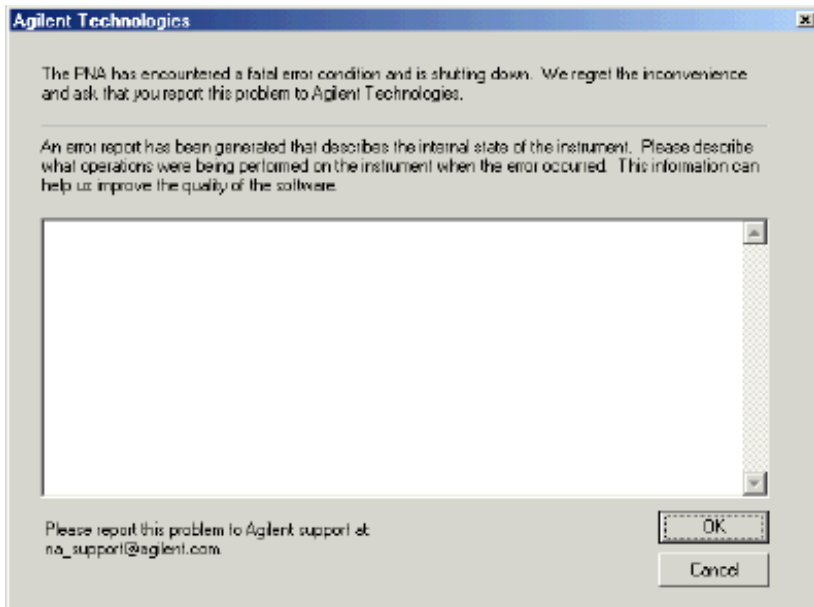 Agilent Technologies
The PNA has encountered a fatal error condition and is shutting down. We regret the inconvenience
and ask that you report this problem to Agilent Technologies.
An error report has been generated that describes the internal state of the instrument. Please describe
what operations were being performed on the instrument when the error occurred. This information can
help us improve the quality of the software.
Please report this problem to Agilent support at:
na_support@agilent.com
OK
Cancel